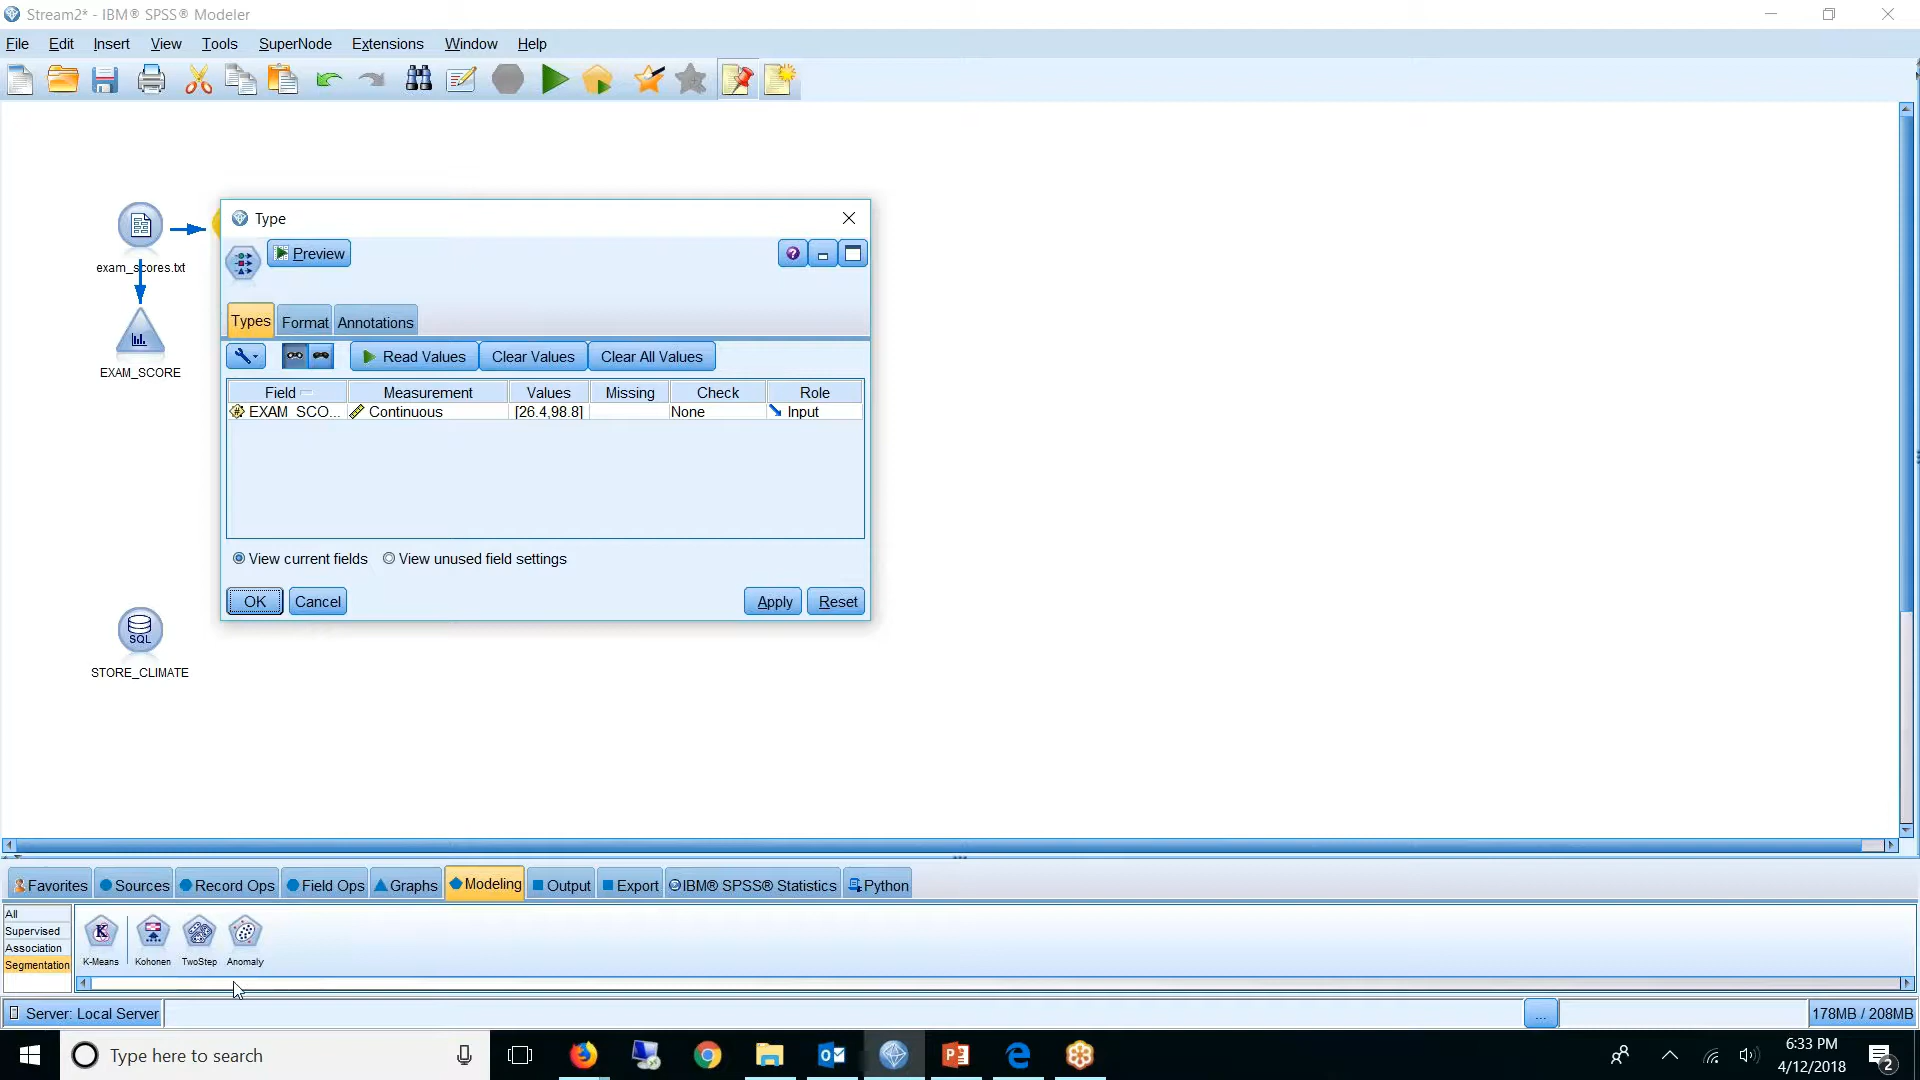 Stream2* - IBM® SPSS® Modeler
File Edit Insert View Tools SuperNode Extensions Window Help
exam_scores.txt
EXAM_SCORE
SQL
STORE_CLIMATE
Type
Preview
Types Format Annotations
Read Values Clear Values Clear All Values
Field Measurement Values Missing Check Role
EXAM_SCO... Continuous [26.4,98.8] None Input
View current fields View unused field settings
OK Cancel Apply Reset
Favorites Sources Record Ops Field Ops Graphs Modeling Output Export IBM® SPSS® Statistics Python
All
Supervised
Association
Segmentation
K
K-Means Kohonen TwoStep Anomaly
Server: Local Server ... 178MB / 208MB
Type here to search
6:33 PM
4/12/2018
2